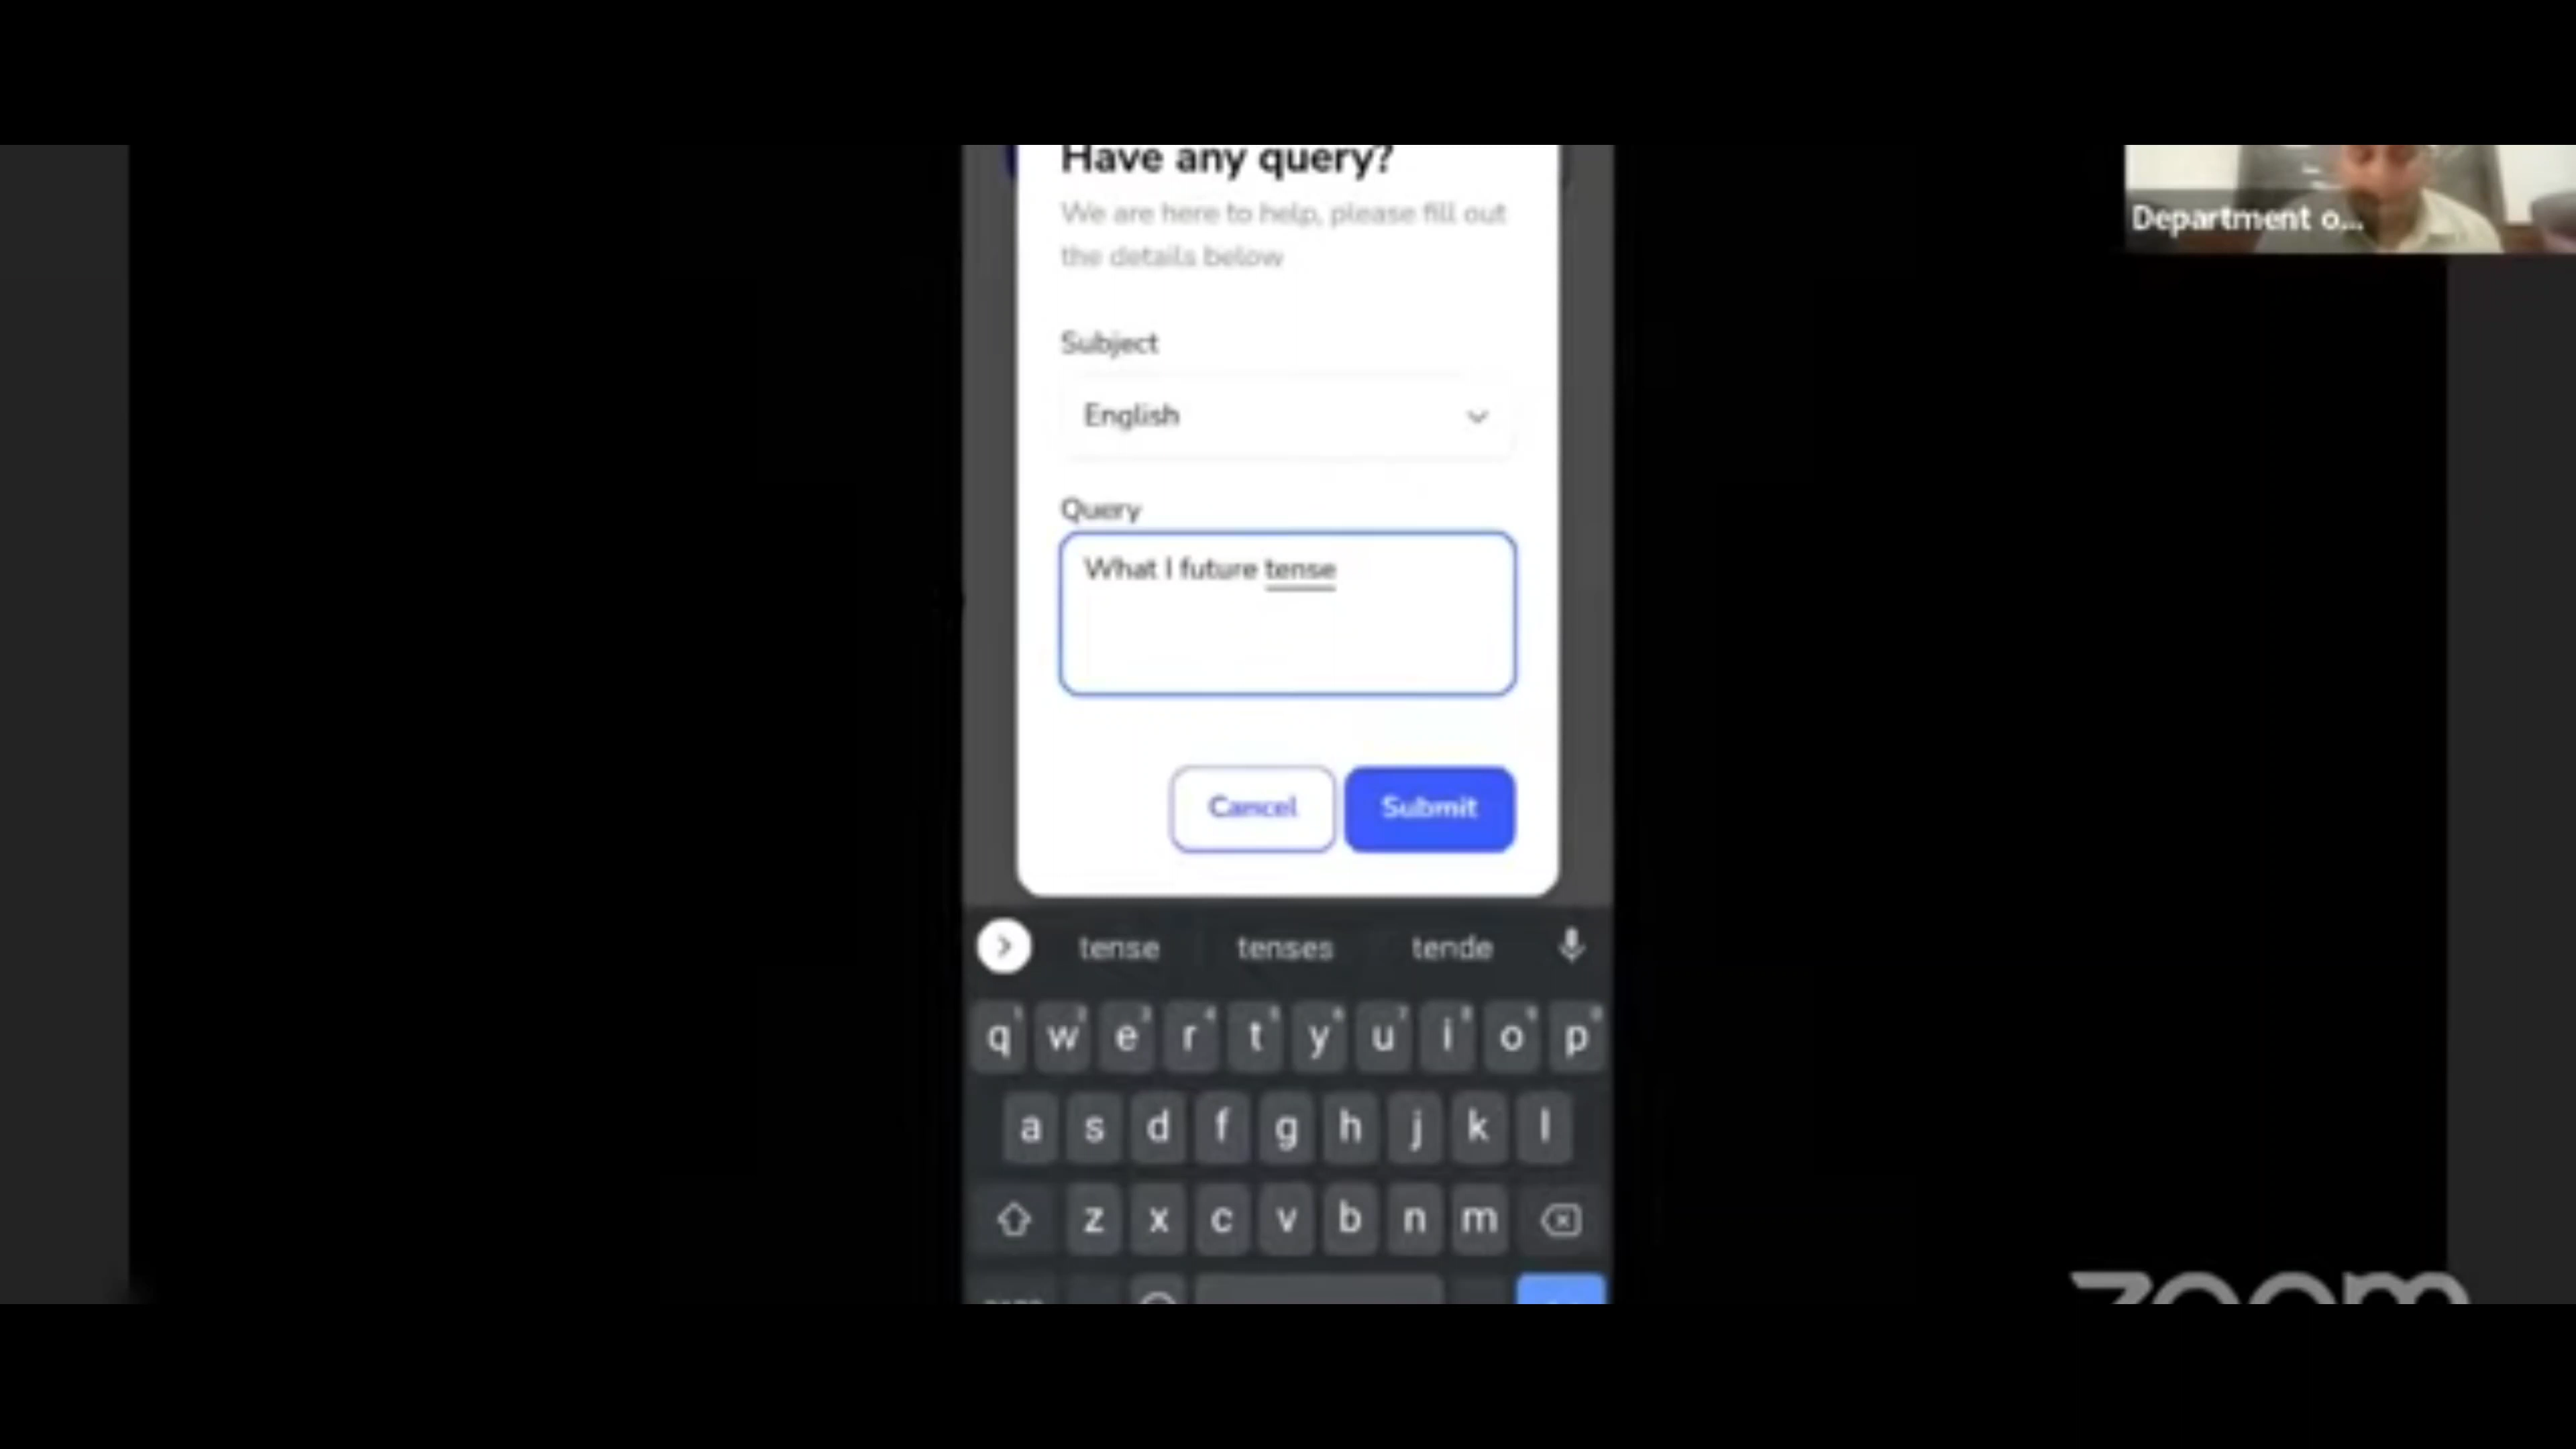 Have any query?
We are here to help, please fill out
the details below
Department o...
Subject
English
Query
What I future tense
Cancel
Submit
tense tenses tende
q w e r t y u i o p
a s d f g h j k l
z x c v b n m
zoom